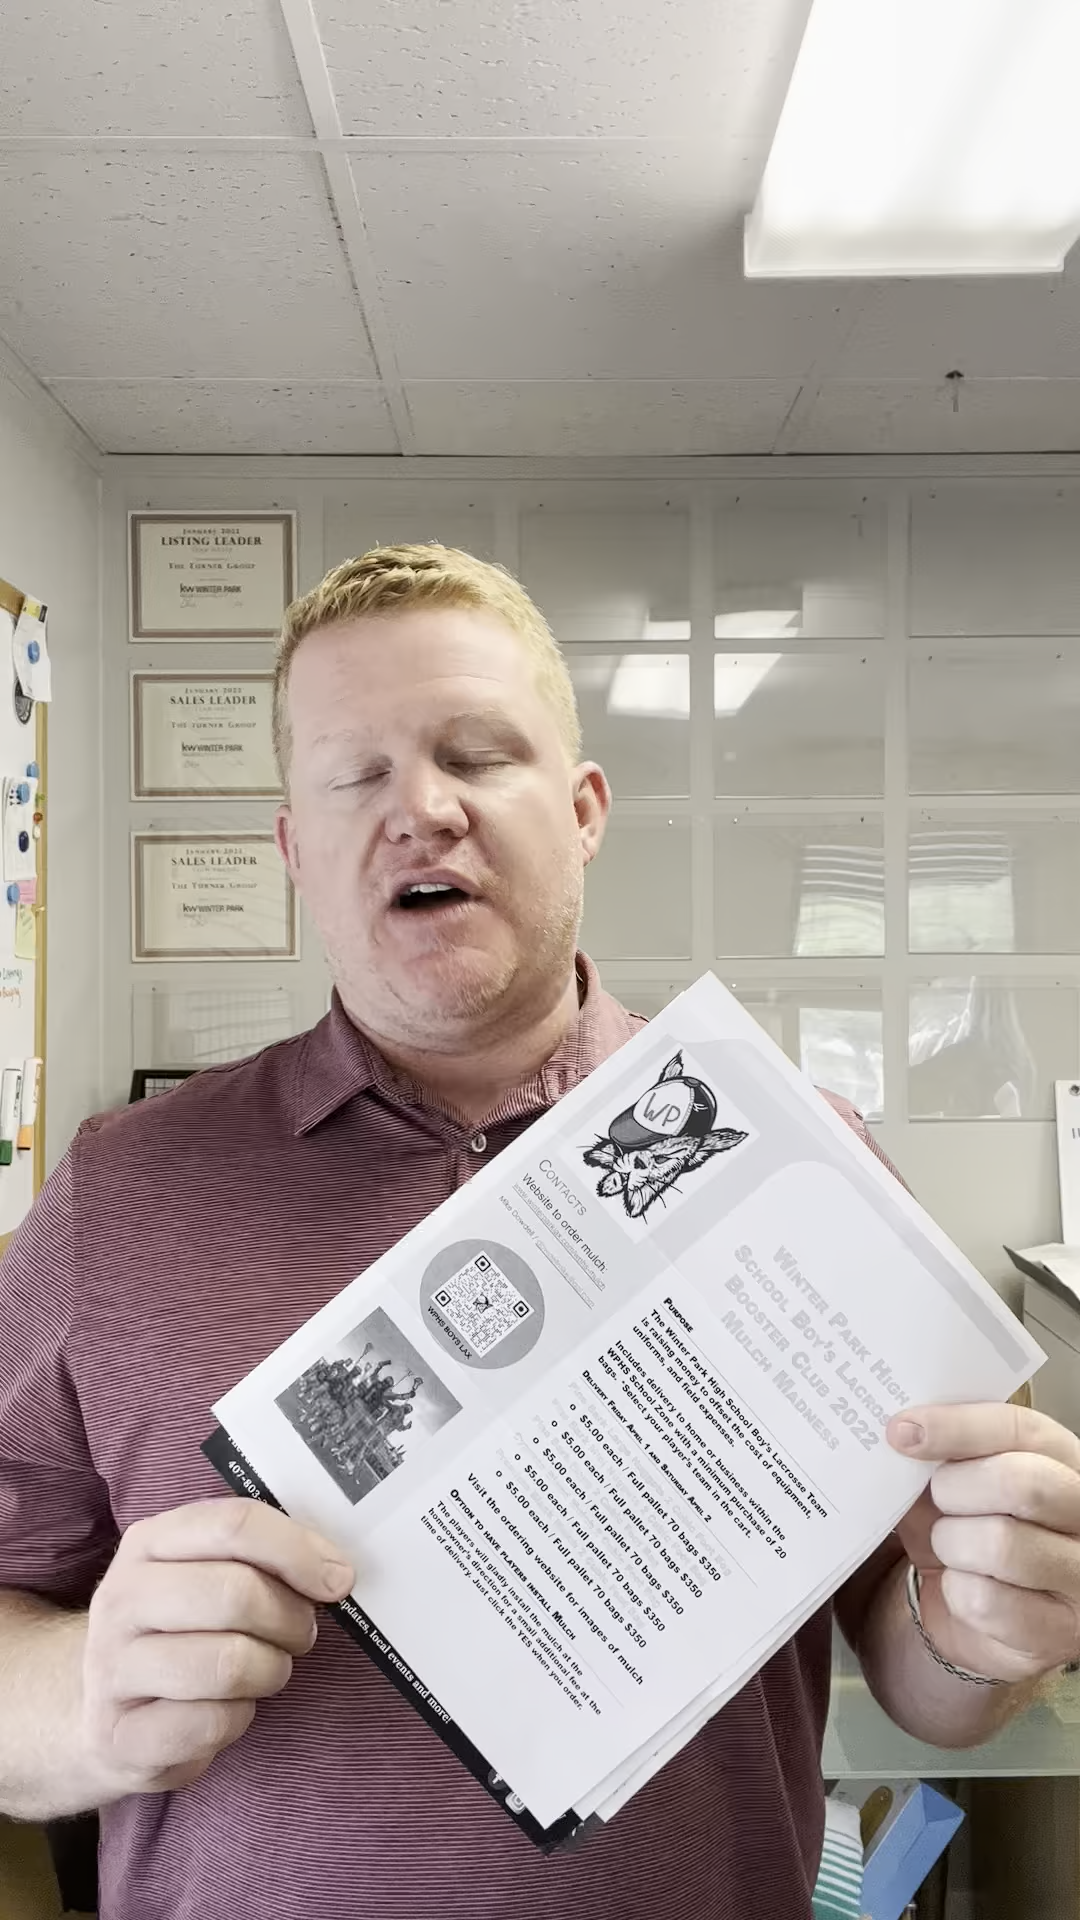 JANUARY 2022
LISTING LEADER
THE TURNER GROUP
kw WINTER PARK
JANUARY 2022
SALES LEADER
THE TURNER GROUP
kw WINTER PARK
JANUARY 2022
SALES LEADER
THE TURNER GROUP
kw WINTER PARK
WP
CONTACTS
Website to order mulch:
WPHS BOYS LAX
WINTER PARK HIGH
SCHOOL BOY'S LACROSSE
BOOSTER CLUB 2022
MULCH MADNESS
PURPOSE
The Winter Park High School Boy's Lacrosse Team
is raising money to offset the cost of equipment,
uniforms, and field expenses.
Includes delivery to home or business within the
WPHS School Zone with a minimum purchase of 20
bags. • Select your player's team in the cart.
DELIVERY FRIDAY APRIL 1 AND SATURDAY APRIL 2
o $5.00 each / Full pallet 70 bags $350
o $5.00 each / Full pallet 70 bags $350
o $5.00 each / Full pallet 70 bags $350
o $5.00 each / Full pallet 70 bags $350
o $5.00 each / Full pallet 70 bags $350
Visit the ordering website for images of mulch
OPTION TO HAVE PLAYERS INSTALL MULCH
The players will gladly install the mulch at the
homeowner's direction for a small additional fee at the
time of delivery. Just click the YES when you order.
407-803-
updates, local events and more!